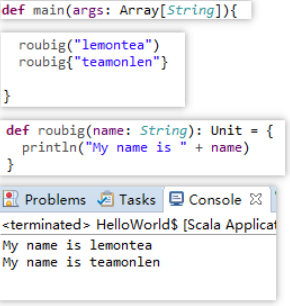 def main(args: Array[String]){
roubig("lemontea")
roubig{"teamonlen"}
}
def roubig(name: String): Unit = {
println("My name is " + name)
}
Problems Tasks Console
<terminated> HelloWorld$ [Scala Applicat
My name is lemontea
My name is teamonlen